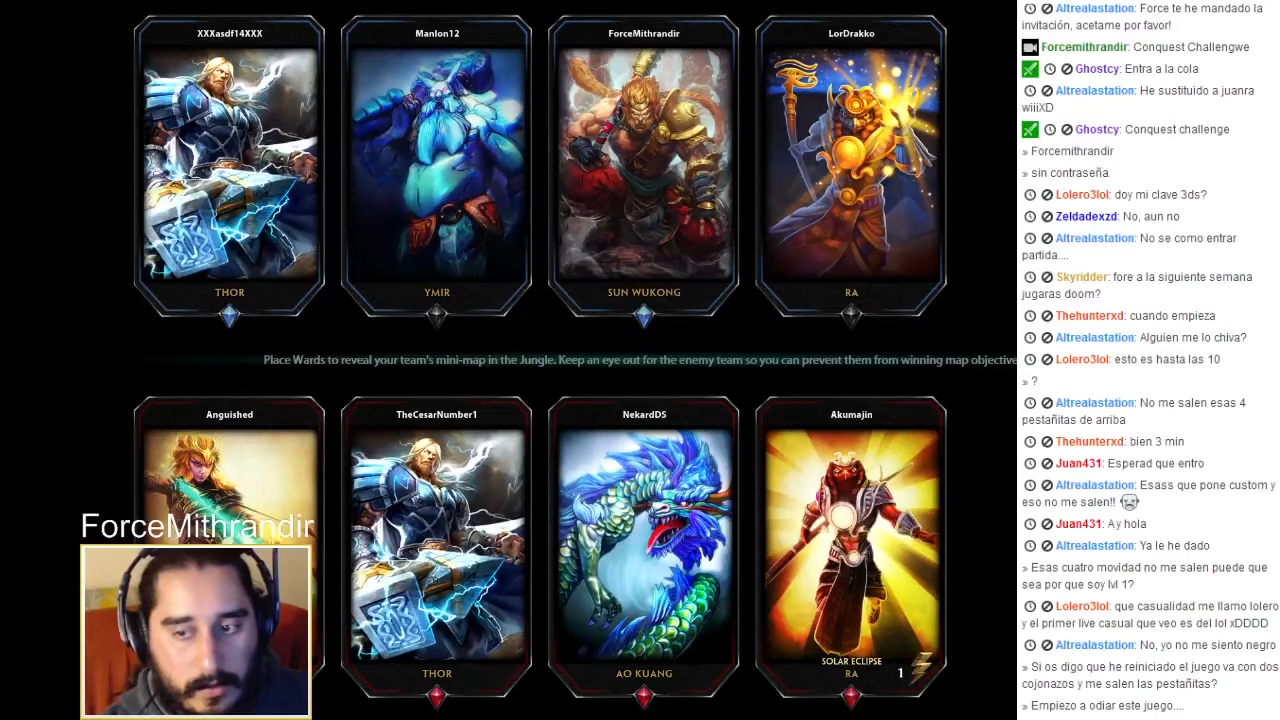 XXXasdf14XXX
Manlon12
ForceMithrandir
LorDrakko
THOR
YMIR
SUN WUKONG
RA
Place Wards to reveal your team's mini-map in the Jungle. Keep an eye out for the enemy team so you can prevent them from winning map objective
Anguished
TheCesarNumber1
NekardDS
Akumajin
ForceMithrandir
THOR
AO KUANG
SOLAR ECLIPSE
RA
1
Altrealastation: Force te he mandado la
invitación, acetame por favor!
Forcemithrandir: Conquest Challengwe
Ghostcy: Entra a la cola
Altrealastation: He sustituido a juanra
wiiiXD
Ghostcy: Conquest challenge
» Forcemithrandir
» sin contraseña
Lolero3lol: doy mi clave 3ds?
Zeldadexzd: No, aun no
Altrealastation: No se como entrar
partida....
Skyridder: fore a la siguiente semana
jugaras doom?
Thehunterxd: cuando empieza
Altrealastation: Alguien me lo chiva?
Lolero3lol: esto es hasta las 10
» ?
Altrealastation: No me salen esas 4
pestañitas de arriba
Thehunterxd: bien 3 min
Juan431: Esperad que entro
Altrealastation: Esass que pone custom y
eso no me salen!!
Juan431: Ay hola
Altrealastation: Ya le he dado
» Esas cuatro movidad no me salen puede que
sea por que soy lvl 1?
Lolero3lol: que casualidad me llamo lolero
y el primer live casual que veo es del lol xDDDD
Altrealastation: No, yo no me siento negro
» Si os digo que he reiniciado el juego va con dos
cojonazos y me salen las pestañitas?
» Empiezo a odiar este juego....